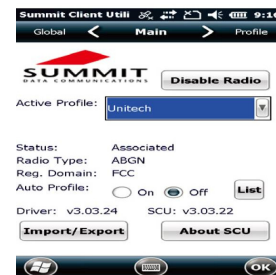 Summit Client Utili 9:16
Global < Main > Profile
SUMMIT
DATA COMMUNICATIONS
Disable Radio
Active Profile:
Unitech
Status: Associated
Radio Type: ABGN
Reg. Domain: FCC
Auto Profile: On Off List
Driver: v3.03.24 SCU: v3.03.22
Import/Export About SCU
OK